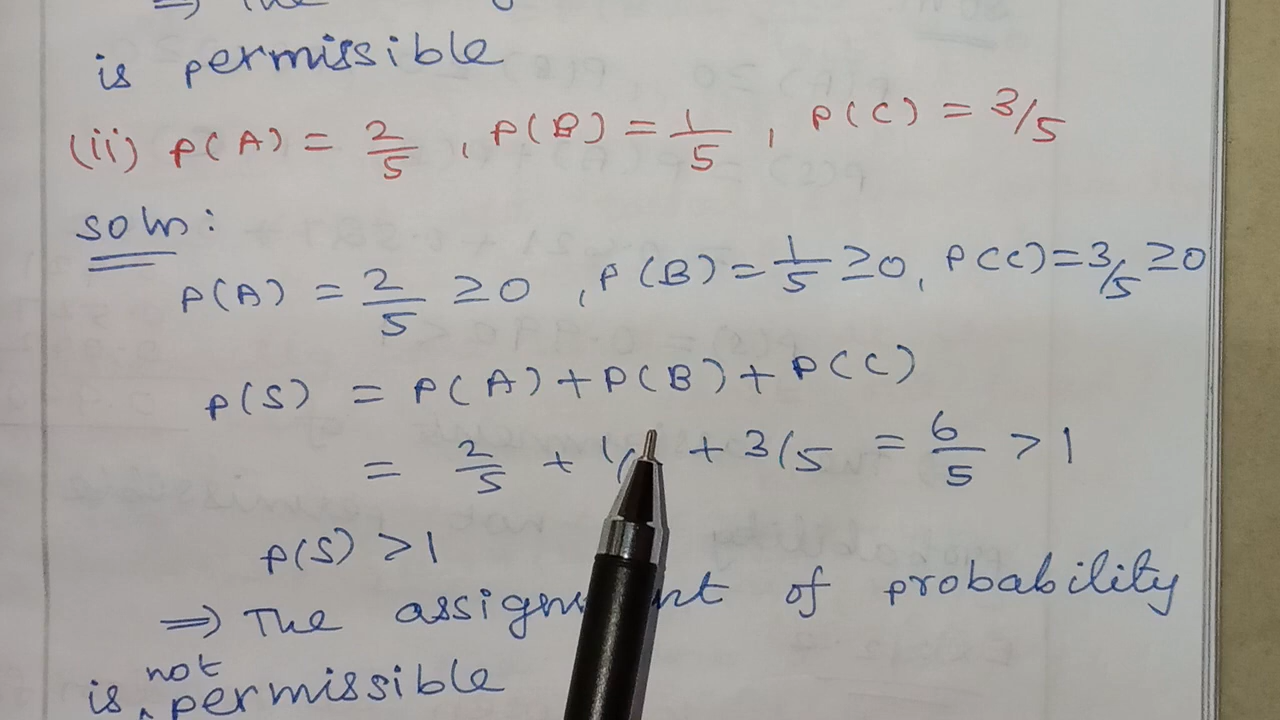 ⇒ The
is permissible
(ii) P(A) = 2/5 , P(B) = 1/5 , P(C) = 3/5
soln:
P(A) = 2/5 ≥ 0 , P(B) = 1/5 ≥ 0, P(C) = 3/5 ≥ 0
P(S) = P(A) + P(B) + P(C)
= 2/5 + 1/ + 3/5 = 6/5 > 1
P(S) > 1
⇒ The assignment of probability
is not permissible